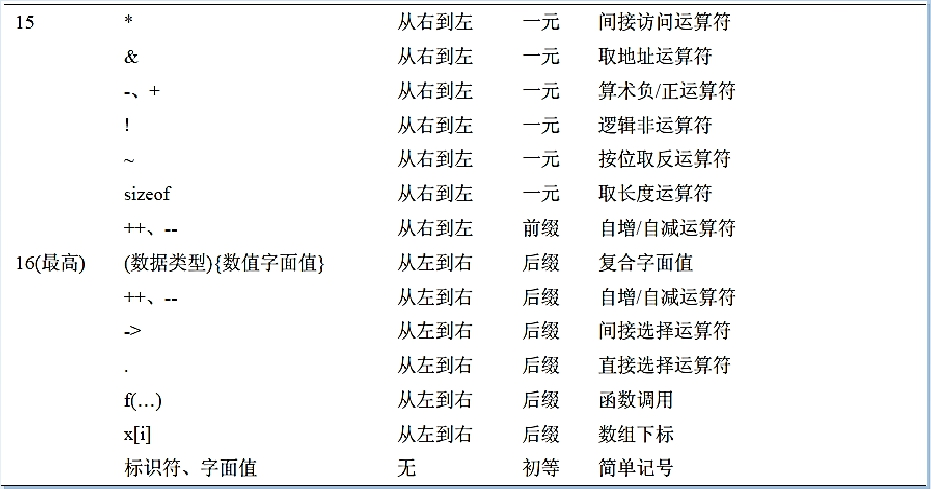 15 * 从右到左 一元 间接访问运算符
& 从右到左 一元 取地址运算符
-、+ 从右到左 一元 算术负/正运算符
! 从右到左 一元 逻辑非运算符
~ 从右到左 一元 按位取反运算符
sizeof 从右到左 一元 取长度运算符
++、-- 从右到左 前缀 自增/自减运算符
16(最高) (数据类型){数值字面值} 从左到右 后缀 复合字面值
++、-- 从左到右 后缀 自增/自减运算符
-> 从左到右 后缀 间接选择运算符
. 从左到右 后缀 直接选择运算符
f(…) 从左到右 后缀 函数调用
x[i] 从左到右 后缀 数组下标
标识符、字面值 无 初等 简单记号